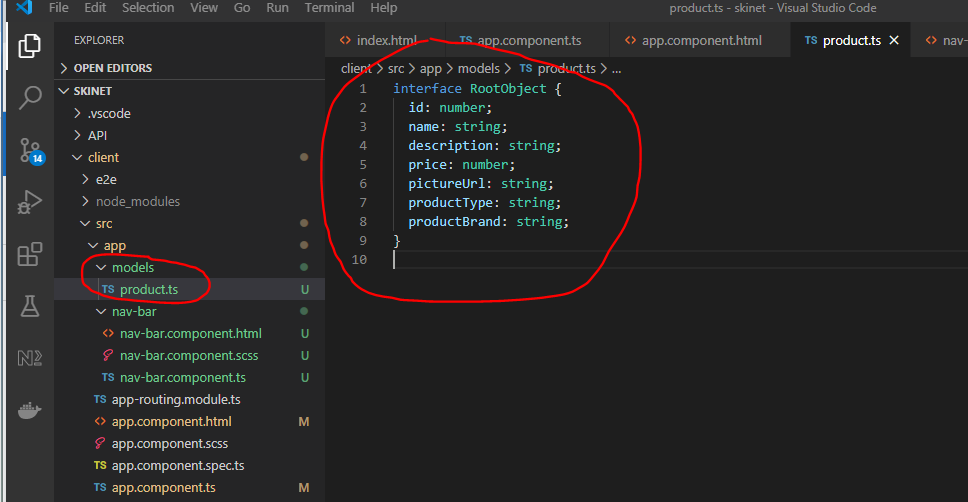 File Edit Selection View Go Run Terminal Help product.ts - skinet - Visual Studio Code
EXPLORER
index.html
TS app.component.ts
app.component.html
TS product.ts
nav-
OPEN EDITORS
client > src > app > models > TS product.ts > ...
SKINET
.vscode
API
14
client
e2e
node_modules
src
app
models
TS product.ts U
nav-bar
nav-bar.component.html U
nav-bar.component.scss U
TS nav-bar.component.ts U
TS app-routing.module.ts
app.component.html M
app.component.scss
TS app.component.spec.ts
TS app.component.ts M
1 interface RootObject {
2 id: number;
3 name: string;
4 description: string;
5 price: number;
6 pictureUrl: string;
7 productType: string;
8 productBrand: string;
9 }
10